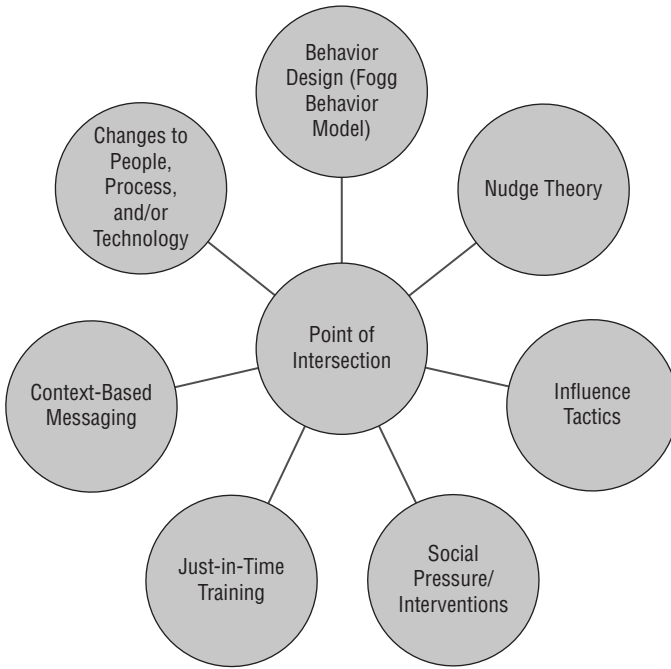 Behavior
Design (Fogg
Behavior
Model)
Nudge Theory
Influence
Tactics
Social
Pressure/
Interventions
Just-in-Time
Training
Context-Based
Messaging
Changes to
People,
Process,
and/or
Technology
Point of
Intersection